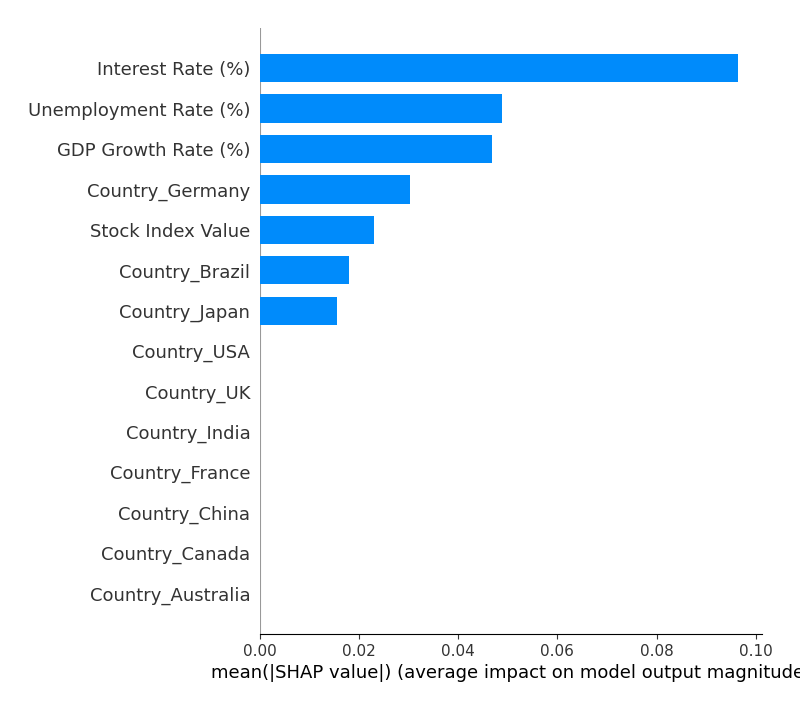 Interest Rate (%)
Unemployment Rate (%)
GDP Growth Rate (%)
Country_Germany
Stock Index Value
Country_Brazil
Country_Japan
Country_USA
Country_UK
Country_India
Country_France
Country_China
Country_Canada
Country_Australia
0.00 0.02 0.04 0.06 0.08 0.10
mean(|SHAP value|) (average impact on model output magnitude